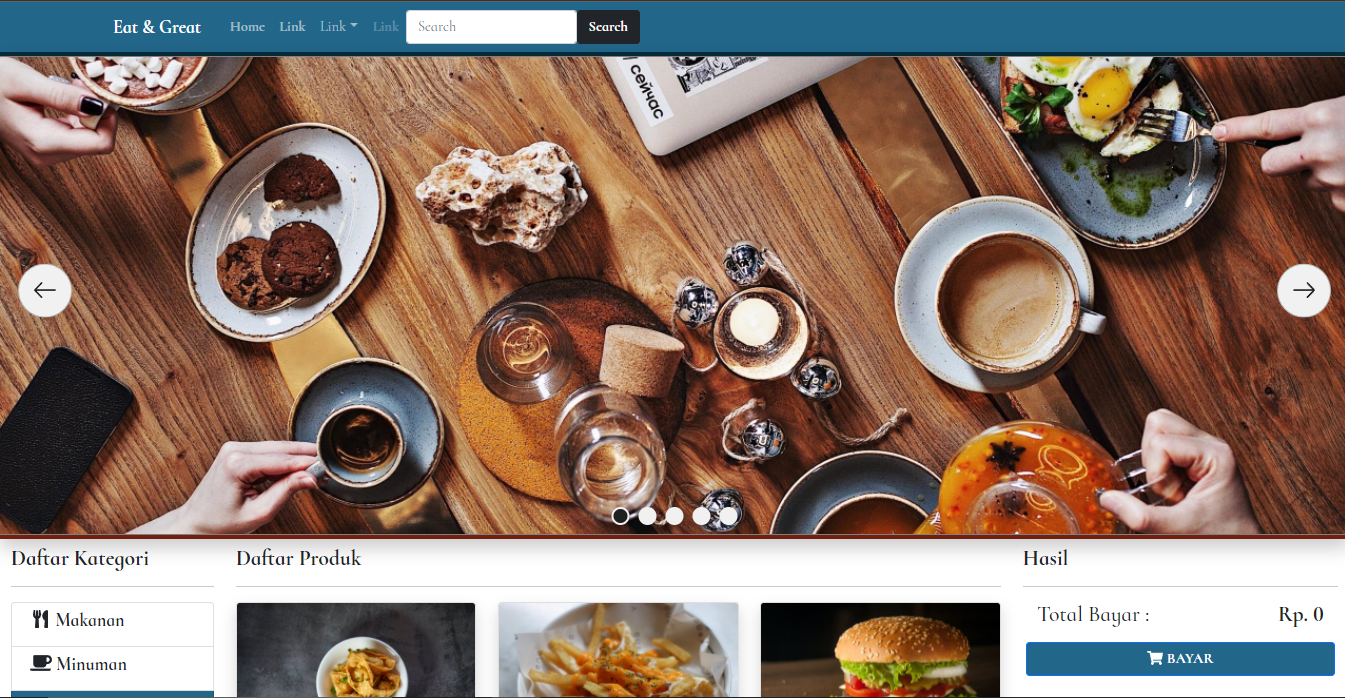 Eat & Great Home Link Link Link Search Search
сейчас
Daftar Kategori
Daftar Produk
Hasil
Makanan
Minuman
Total Bayar : Rp. 0
BAYAR